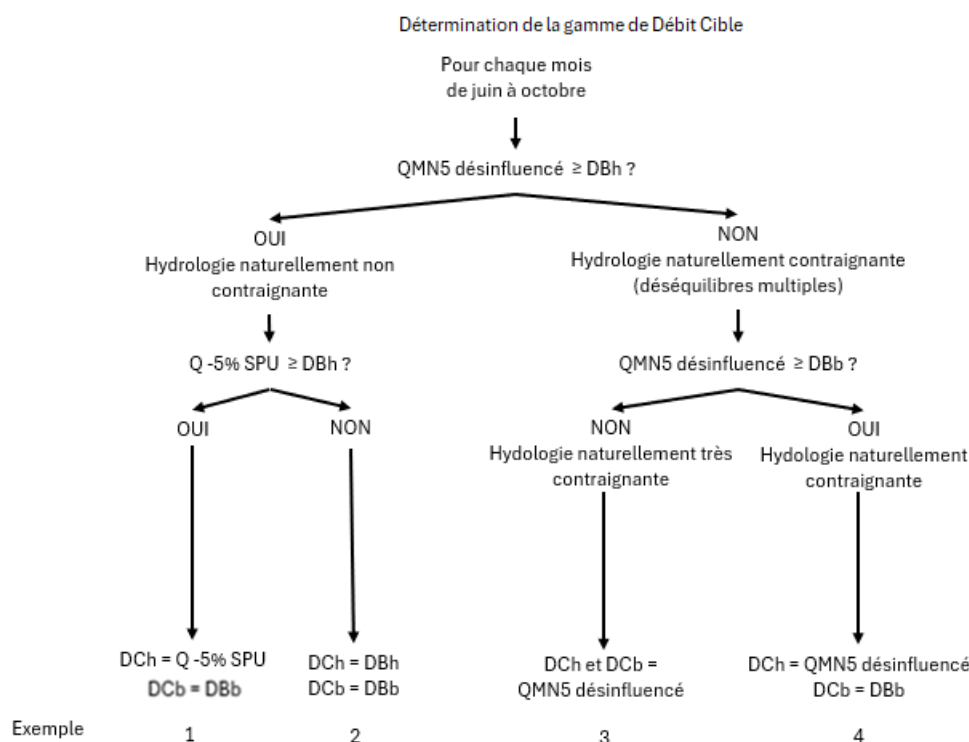 Détermination de la gamme de Débit Cible
Pour chaque mois
de juin à octobre
QMN5 désinfluencé ≥ DBh ?
OUI
Hydrologie naturellement non
contraignante
NON
Hydrologie naturellement contraignante
(déséquilibres multiples)
Q -5% SPU ≥ DBh ?
QMN5 désinfluencé ≥ DBb ?
OUI
NON
NON
Hydologie naturellement très
contraignante
OUI
Hydologie naturellement
contraignante
DCh = Q -5% SPU
DCb = DBb
DCh = DBh
DCb = DBb
DCh et DCb =
QMN5 désinfluencé
DCh = QMN5 désinfluencé
DCb = DBb
Exemple 1 2 3 4